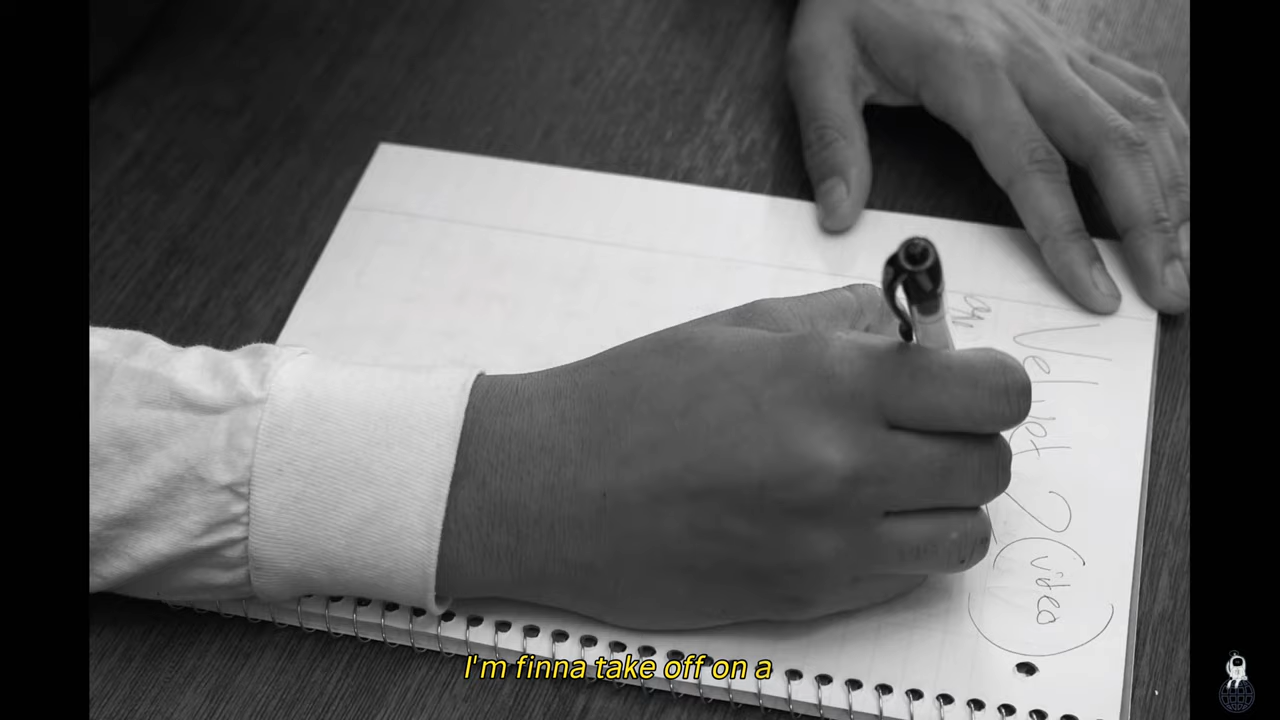 Velvet 2
(video)
I'm finna take off on a